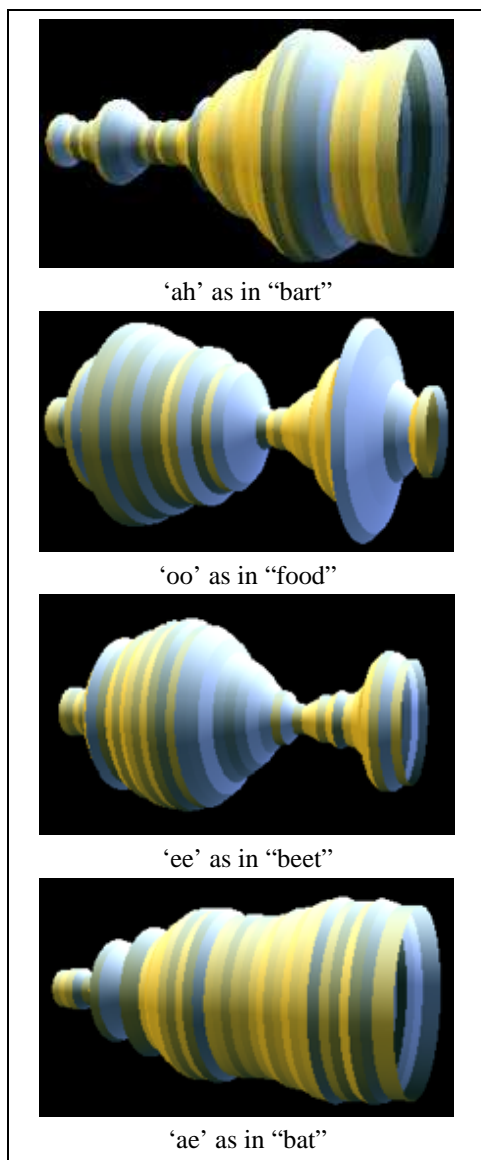 ‘ah’ as in “bart”
‘oo’ as in “food”
‘ee’ as in “beet”
‘ae’ as in “bat”